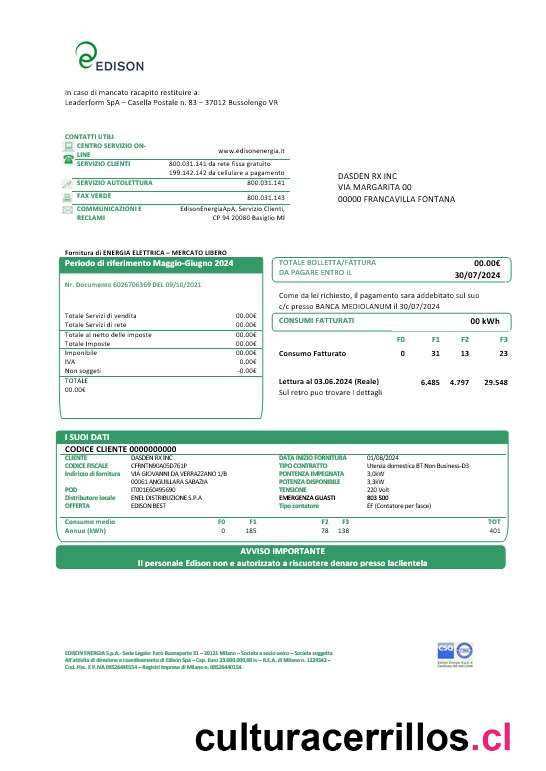 EDISON
In caso di mancato racapito restituire a:
Leaderform SpA – Casella Postale n. 83 – 37012 Bussolengo VR
CONTATTI UTILI
CENTRO SERVIZIO ON-LINE www.edisonenergia.it
SERVIZIO CLIENTI 800.031.141 da rete fissa gratuito
199.142.142 da cellulare a pagamento
SERVIZIO AUTOLETTURA 800.031.141
FAX VERDE 800.031.143
COMUNICAZIONI E RECLAMI EdisonEnergiaSpA, Servizio Clienti,
CP 94 20080 Basiglio MI
DASDEN RX INC
VIA MARGARITA 00
00000 FRANCAVILLA FONTANA
Fornitura di ENERGIA ELETTRICA – MERCATO LIBERO
Periodo di riferimento Maggio-Giugno 2024
Nr. Documento 6026706369 DEL 09/10/2021
Totale Servizi di vendita 00.00€
Totale Servizi di rete 00.00€
Totale al netto delle imposte 00.00€
Totale Imposte 00.00€
Imponibile 00.00€
IVA 0.00€
Non soggeti -0.00€
TOTALE
00.00€
TOTALE BOLLETTA/FATTURA 00.00€
DA PAGARE ENTRO IL 30/07/2024
Come da lei richiesto, il pagamento sara addebitato sul suo
c/c presso BANCA MEDIOLANUM il 30/07/2024
CONSUMI FATTURATI 00 kWh
F0 F1 F2 F3
Consumo Fatturato 0 31 13 23
Lettura al 03.06.2024 (Reale) 6.485 4.797 29.548
Sul retro puo trovare i dettagli
I SUOI DATI
CODICE CLIENTE 0000000000
CLIENTE DASDEN RX INC
CODICE FISCALE CFRNTN90A05D761P
Indirizzo di fornitura VIA GIOVANNI DA VERRAZZANO 1/B
00061 ANGUILLARA SABAZIA
POD IT001E60495690
Distributore locale ENEL DISTRIBUZIONE S.P.A
OFFERTA EDISON BEST
DATA INIZIO FORNITURA 01/08/2024
TIPO CONTRATTO Utenza domestica BT Non Business-D3
PONTENZA IMPEGNATA 3,0kW
POTENZA DISPONIBILE 3,3kW
TENSIONE 220 Volt
EMERGENZA GUASTI 803 500
Tipo contatore EF (Contatore per fasce)
Consumo medio F0 F1 F2 F3 TOT
Annuo (kWh) 0 185 78 138 401
AVVISO IMPORTANTE
Il personale Edison non e autorizzato a riscuotere denaro presso laclientela
EDISON ENERGIA S.p.A.- Sede Legale: Foro Buonaparte 31 – 20121 Milano – Societa a socio unico – Societa soggetta
All'attivita di direzione e coordinamento di Edison Spa – Cap. Euro 23.000.000,00 iv – R.E.A. di Milano n.
Cod. Fisc. E P.IVA 08526440154 – Registri Imprese di Milano n. 08526440154
CSQ
culturacerrillos.cl